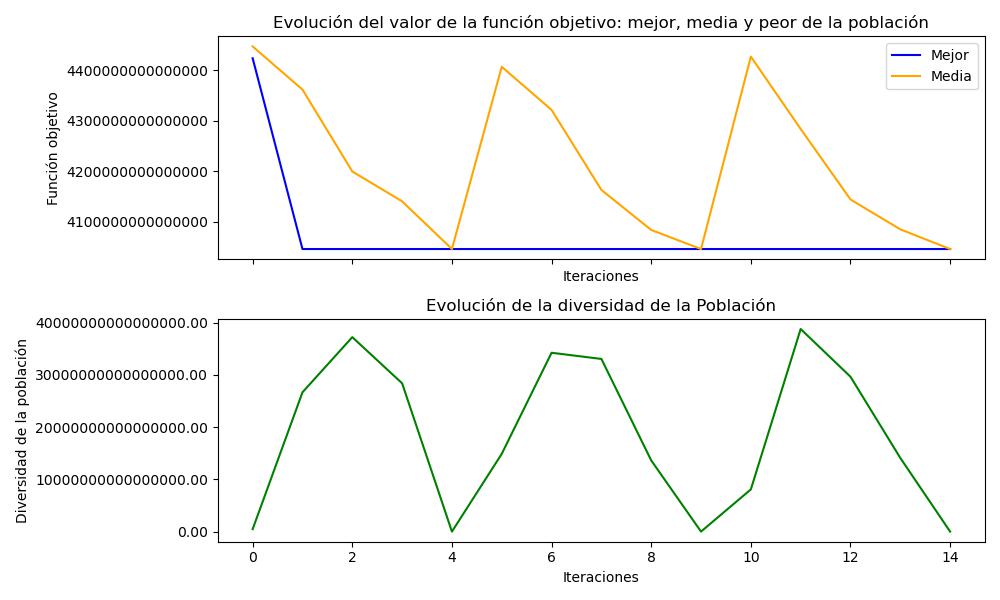 Evolución del valor de la función objetivo: mejor, media y peor de la población
Mejor
Media
4400000000000000
4300000000000000
4200000000000000
4100000000000000
Función objetivo
Iteraciones
Evolución de la diversidad de la Población
40000000000000000.00
30000000000000000.00
20000000000000000.00
10000000000000000.00
0.00
Diversidad de la población
0 2 4 6 8 10 12 14
Iteraciones